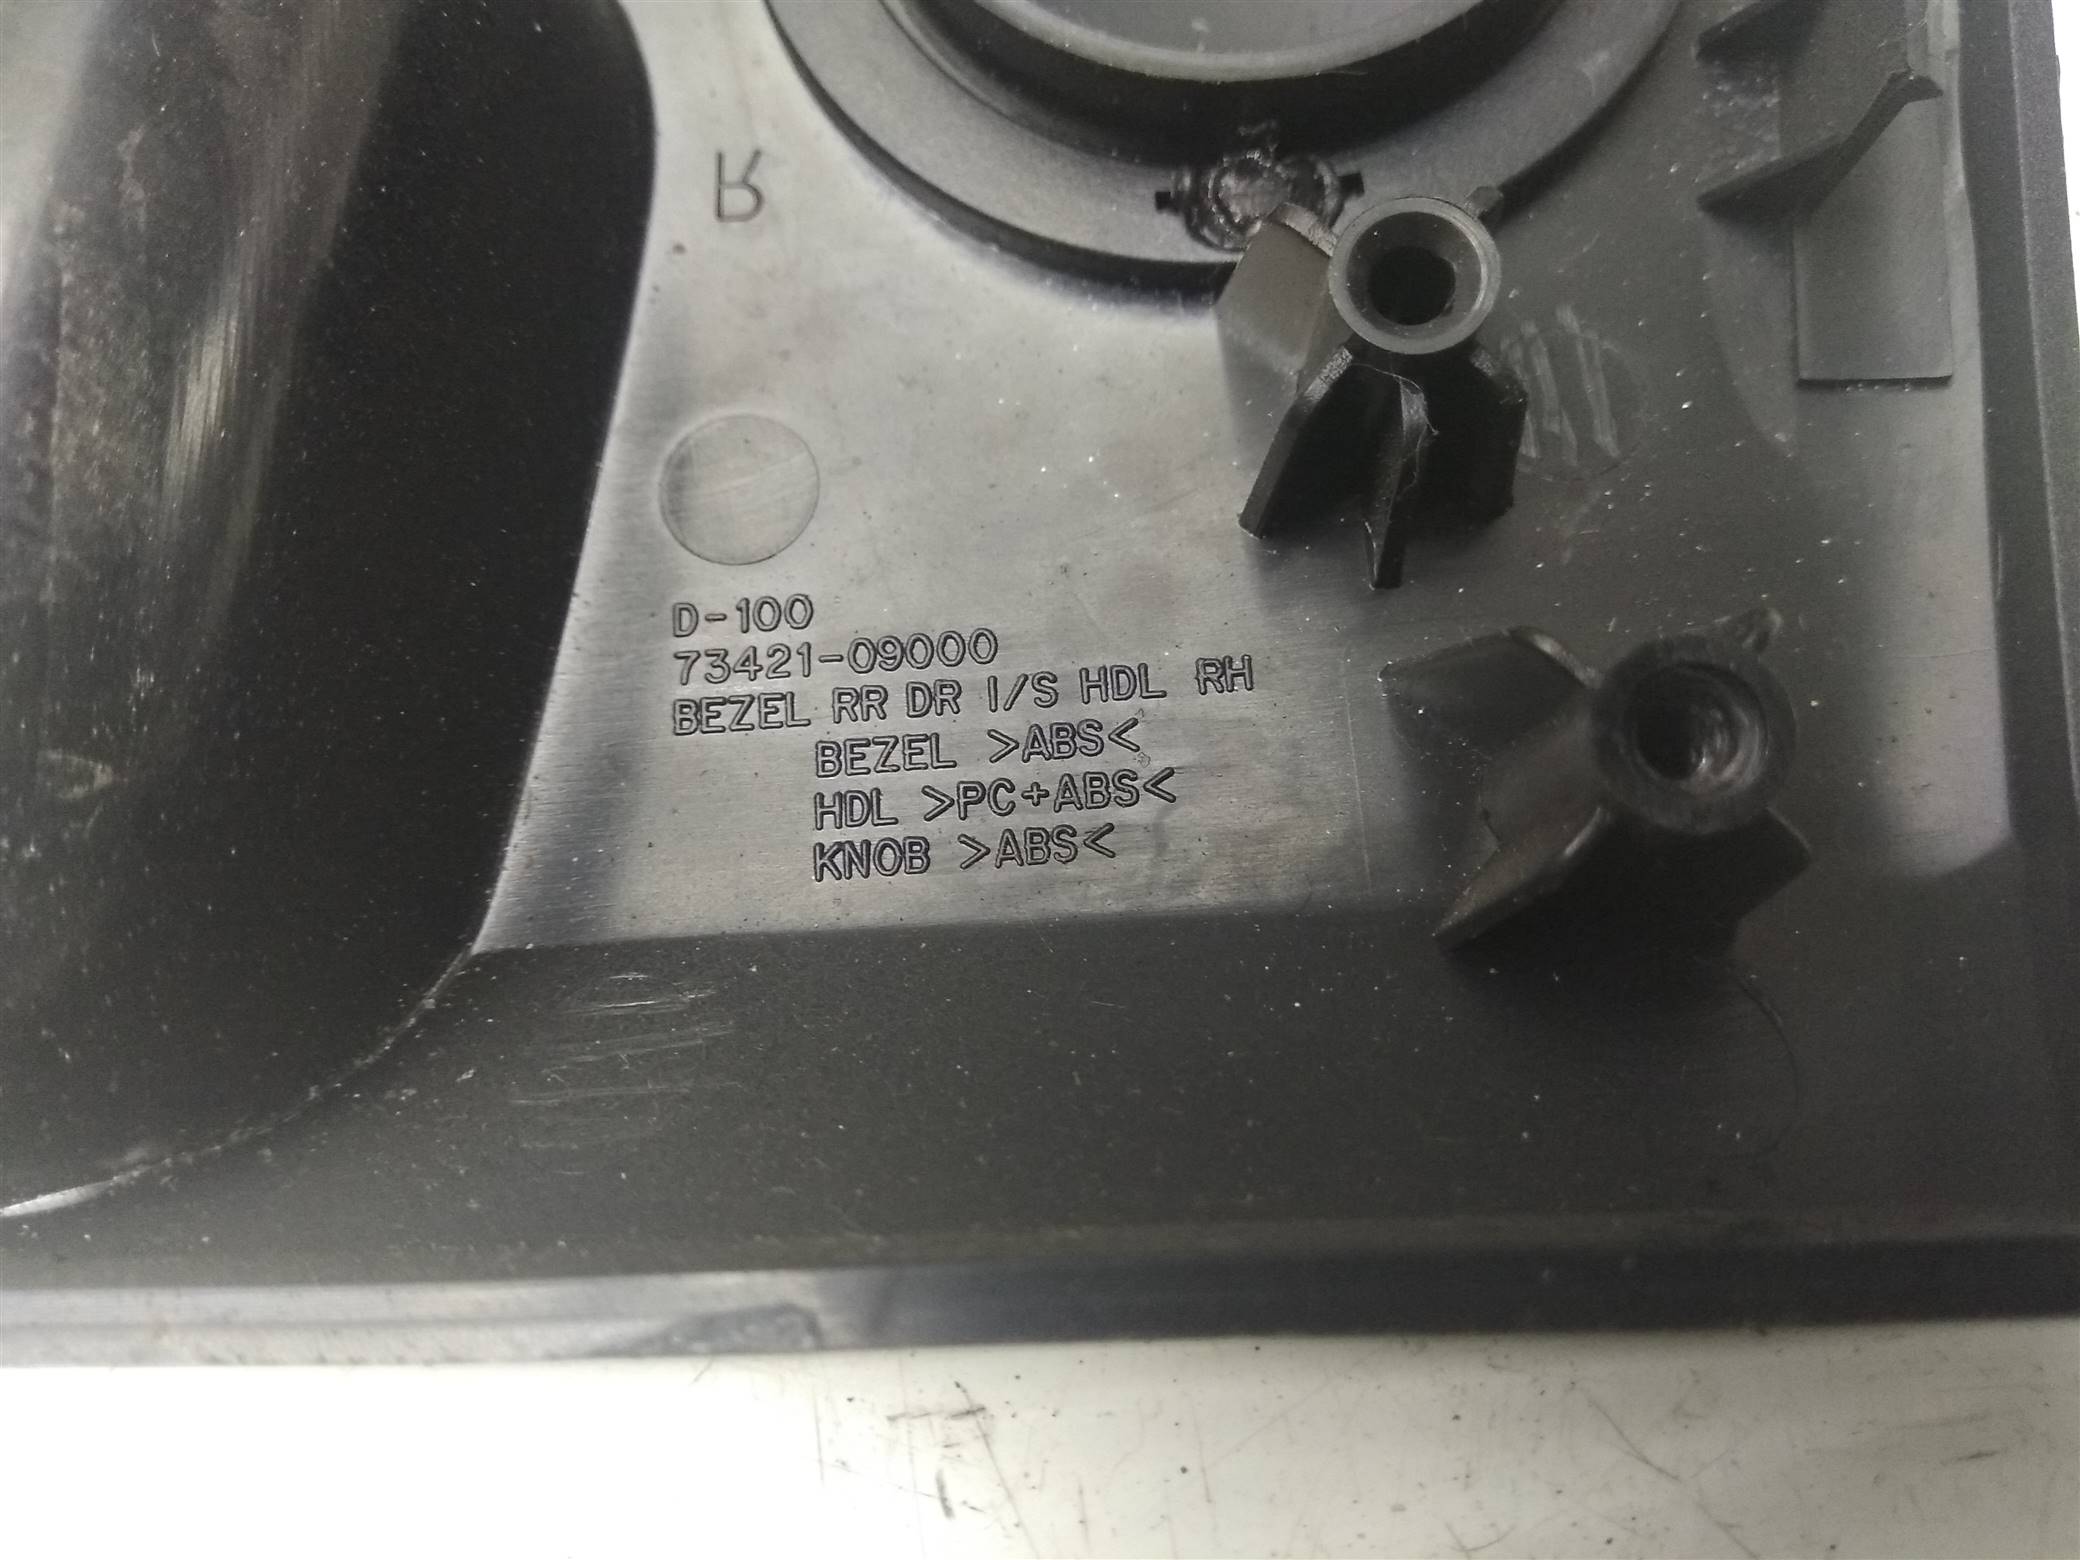 R
D-100
73421-09000
BEZEL RR DR I/S HDL RH
BEZEL >ABS<
HDL >PC+ABS<
KNOB >ABS<